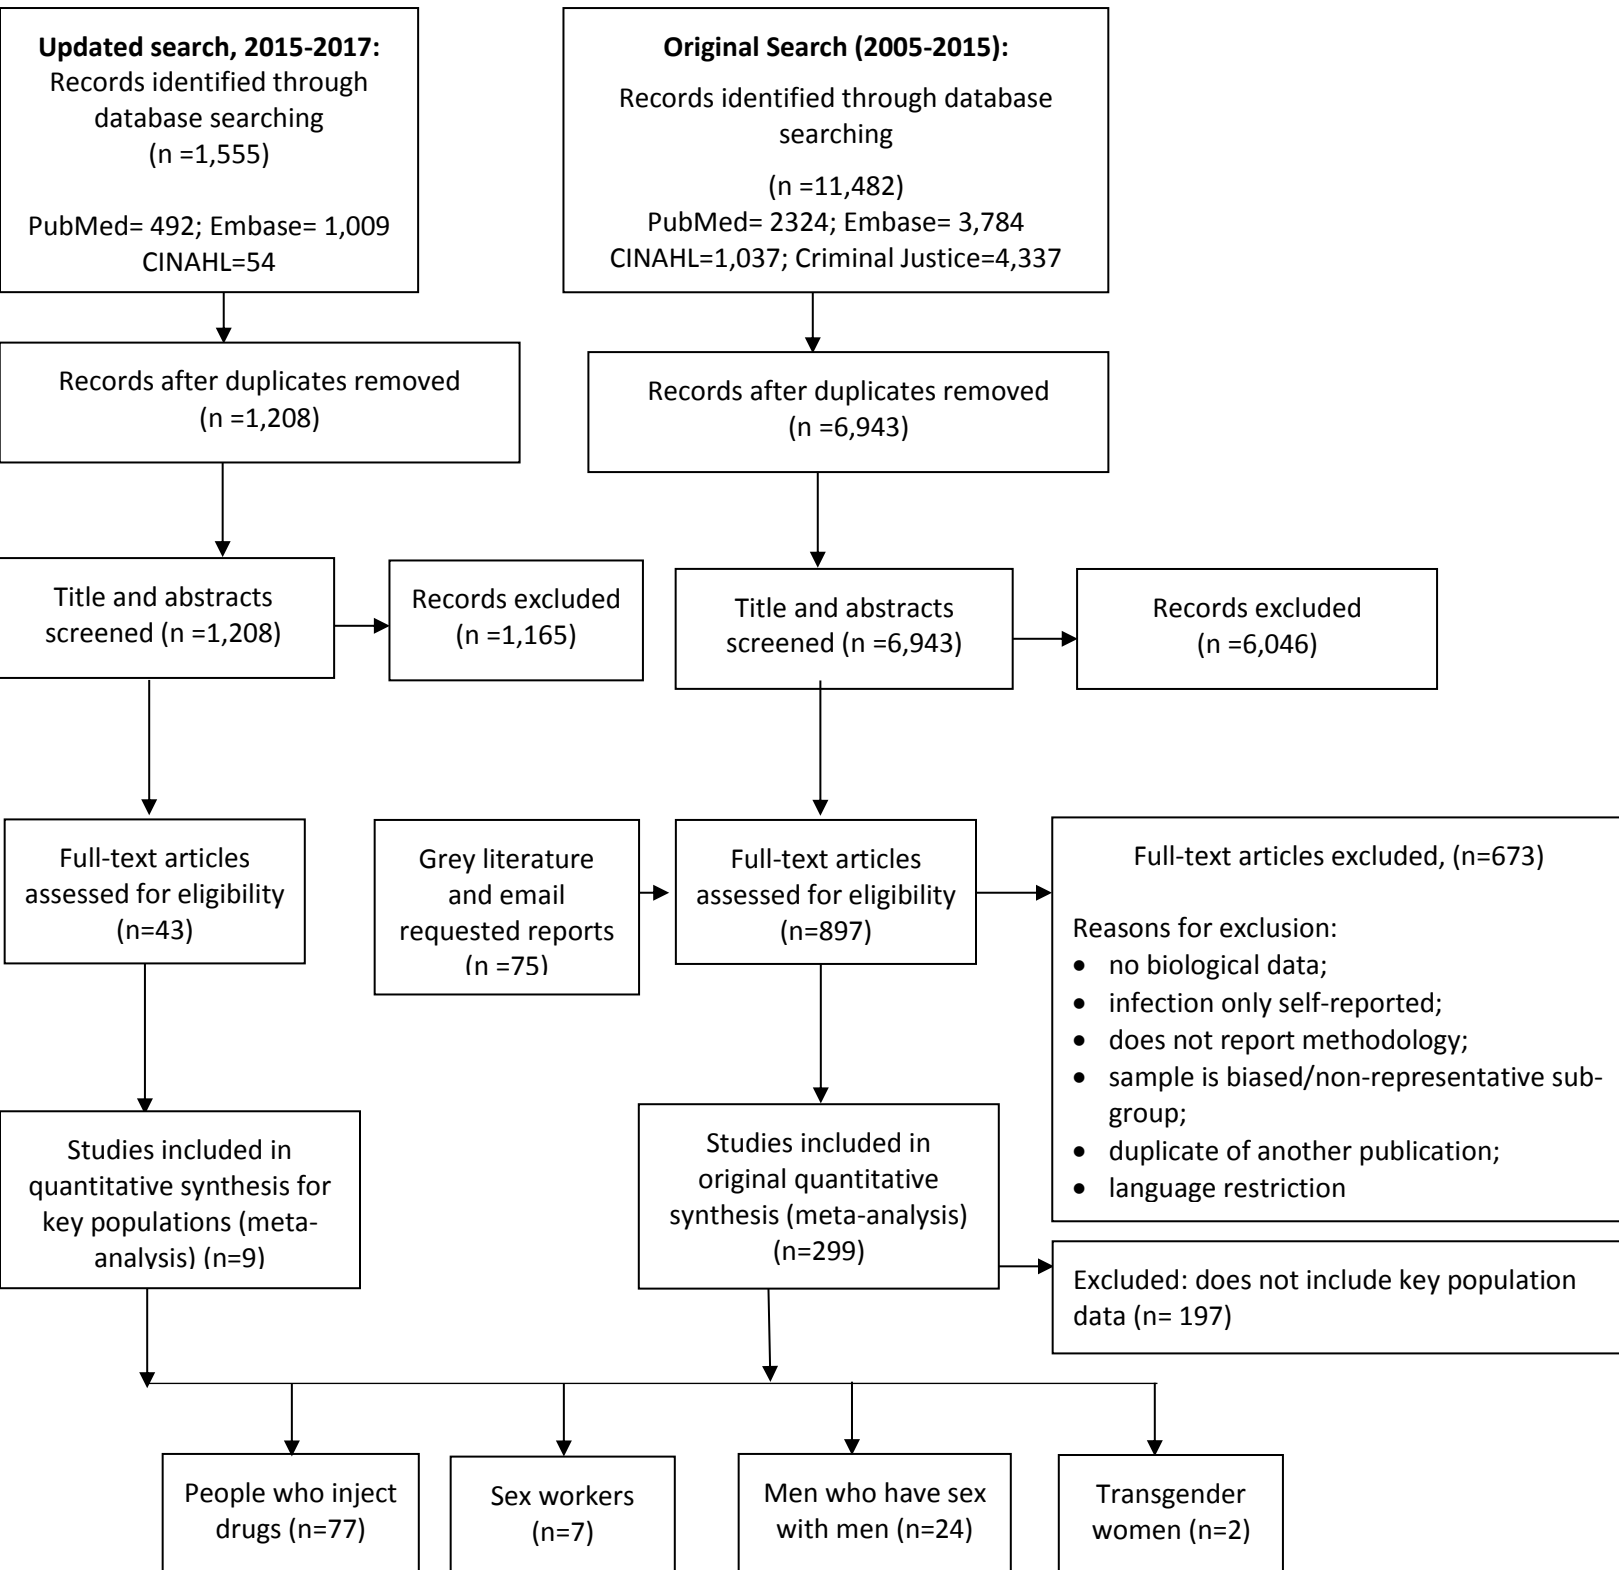 Updated search, 2015-2017:
Records identified through
database searching
(n =1,555)
PubMed= 492; Embase= 1,009
CINAHL=54
Original Search (2005-2015):
Records identified through database
searching
(n =11,482)
PubMed= 2324; Embase= 3,784
CINAHL=1,037; Criminal Justice=4,337
Records after duplicates removed
(n =1,208)
Records after duplicates removed
(n =6,943)
Title and abstracts
screened (n =1,208)
Records excluded
(n =1,165)
Title and abstracts
screened (n =6,943)
Records excluded
(n =6,046)
Full-text articles
assessed for eligibility
(n=43)
Grey literature
and email
requested reports
(n =75)
Full-text articles
assessed for eligibility
(n=897)
Full-text articles excluded, (n=673)
Reasons for exclusion:
• no biological data;
• infection only self-reported;
• does not report methodology;
• sample is biased/non-representative sub-
group;
• duplicate of another publication;
• language restriction
Studies included in
quantitative synthesis for
key populations (meta-
analysis) (n=9)
Studies included in
original quantitative
synthesis (meta-analysis)
(n=299)
Excluded: does not include key population
data (n= 197)
People who inject
drugs (n=77)
Sex workers
(n=7)
Men who have sex
with men (n=24)
Transgender
women (n=2)